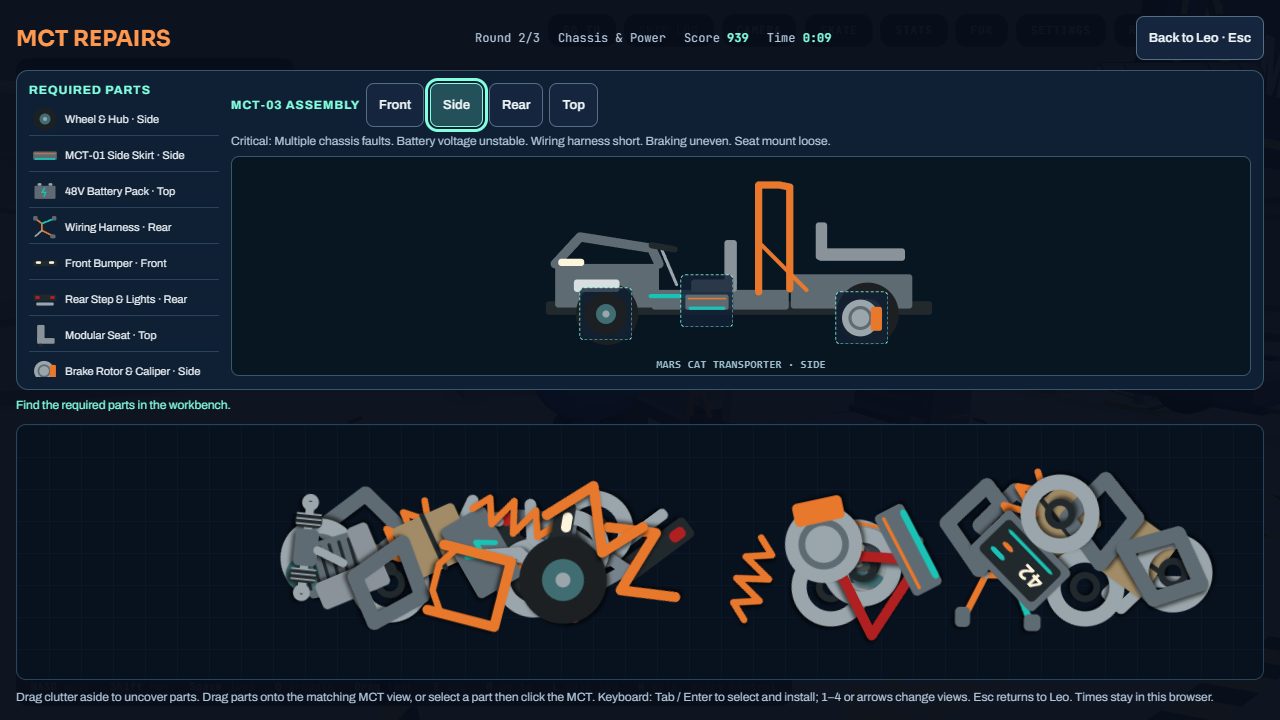 MCT REPAIRS
Round 2/3 Chassis & Power Score 939 Time 0:09
Back to Leo · Esc
REQUIRED PARTS
Wheel & Hub · Side
MCT-01 Side Skirt · Side
48V Battery Pack · Top
Wiring Harness · Rear
Front Bumper · Front
Rear Step & Lights · Rear
Modular Seat · Top
Brake Rotor & Caliper · Side
MCT-03 ASSEMBLY
Front
Side
Rear
Top
Critical: Multiple chassis faults. Battery voltage unstable. Wiring harness short. Braking uneven. Seat mount loose.
MARS CAT TRANSPORTER · SIDE
Find the required parts in the workbench.
42
Drag clutter aside to uncover parts. Drag parts onto the matching MCT view, or select a part then click the MCT. Keyboard: Tab / Enter to select and install; 1–4 or arrows change views. Esc returns to Leo. Times stay in this browser.